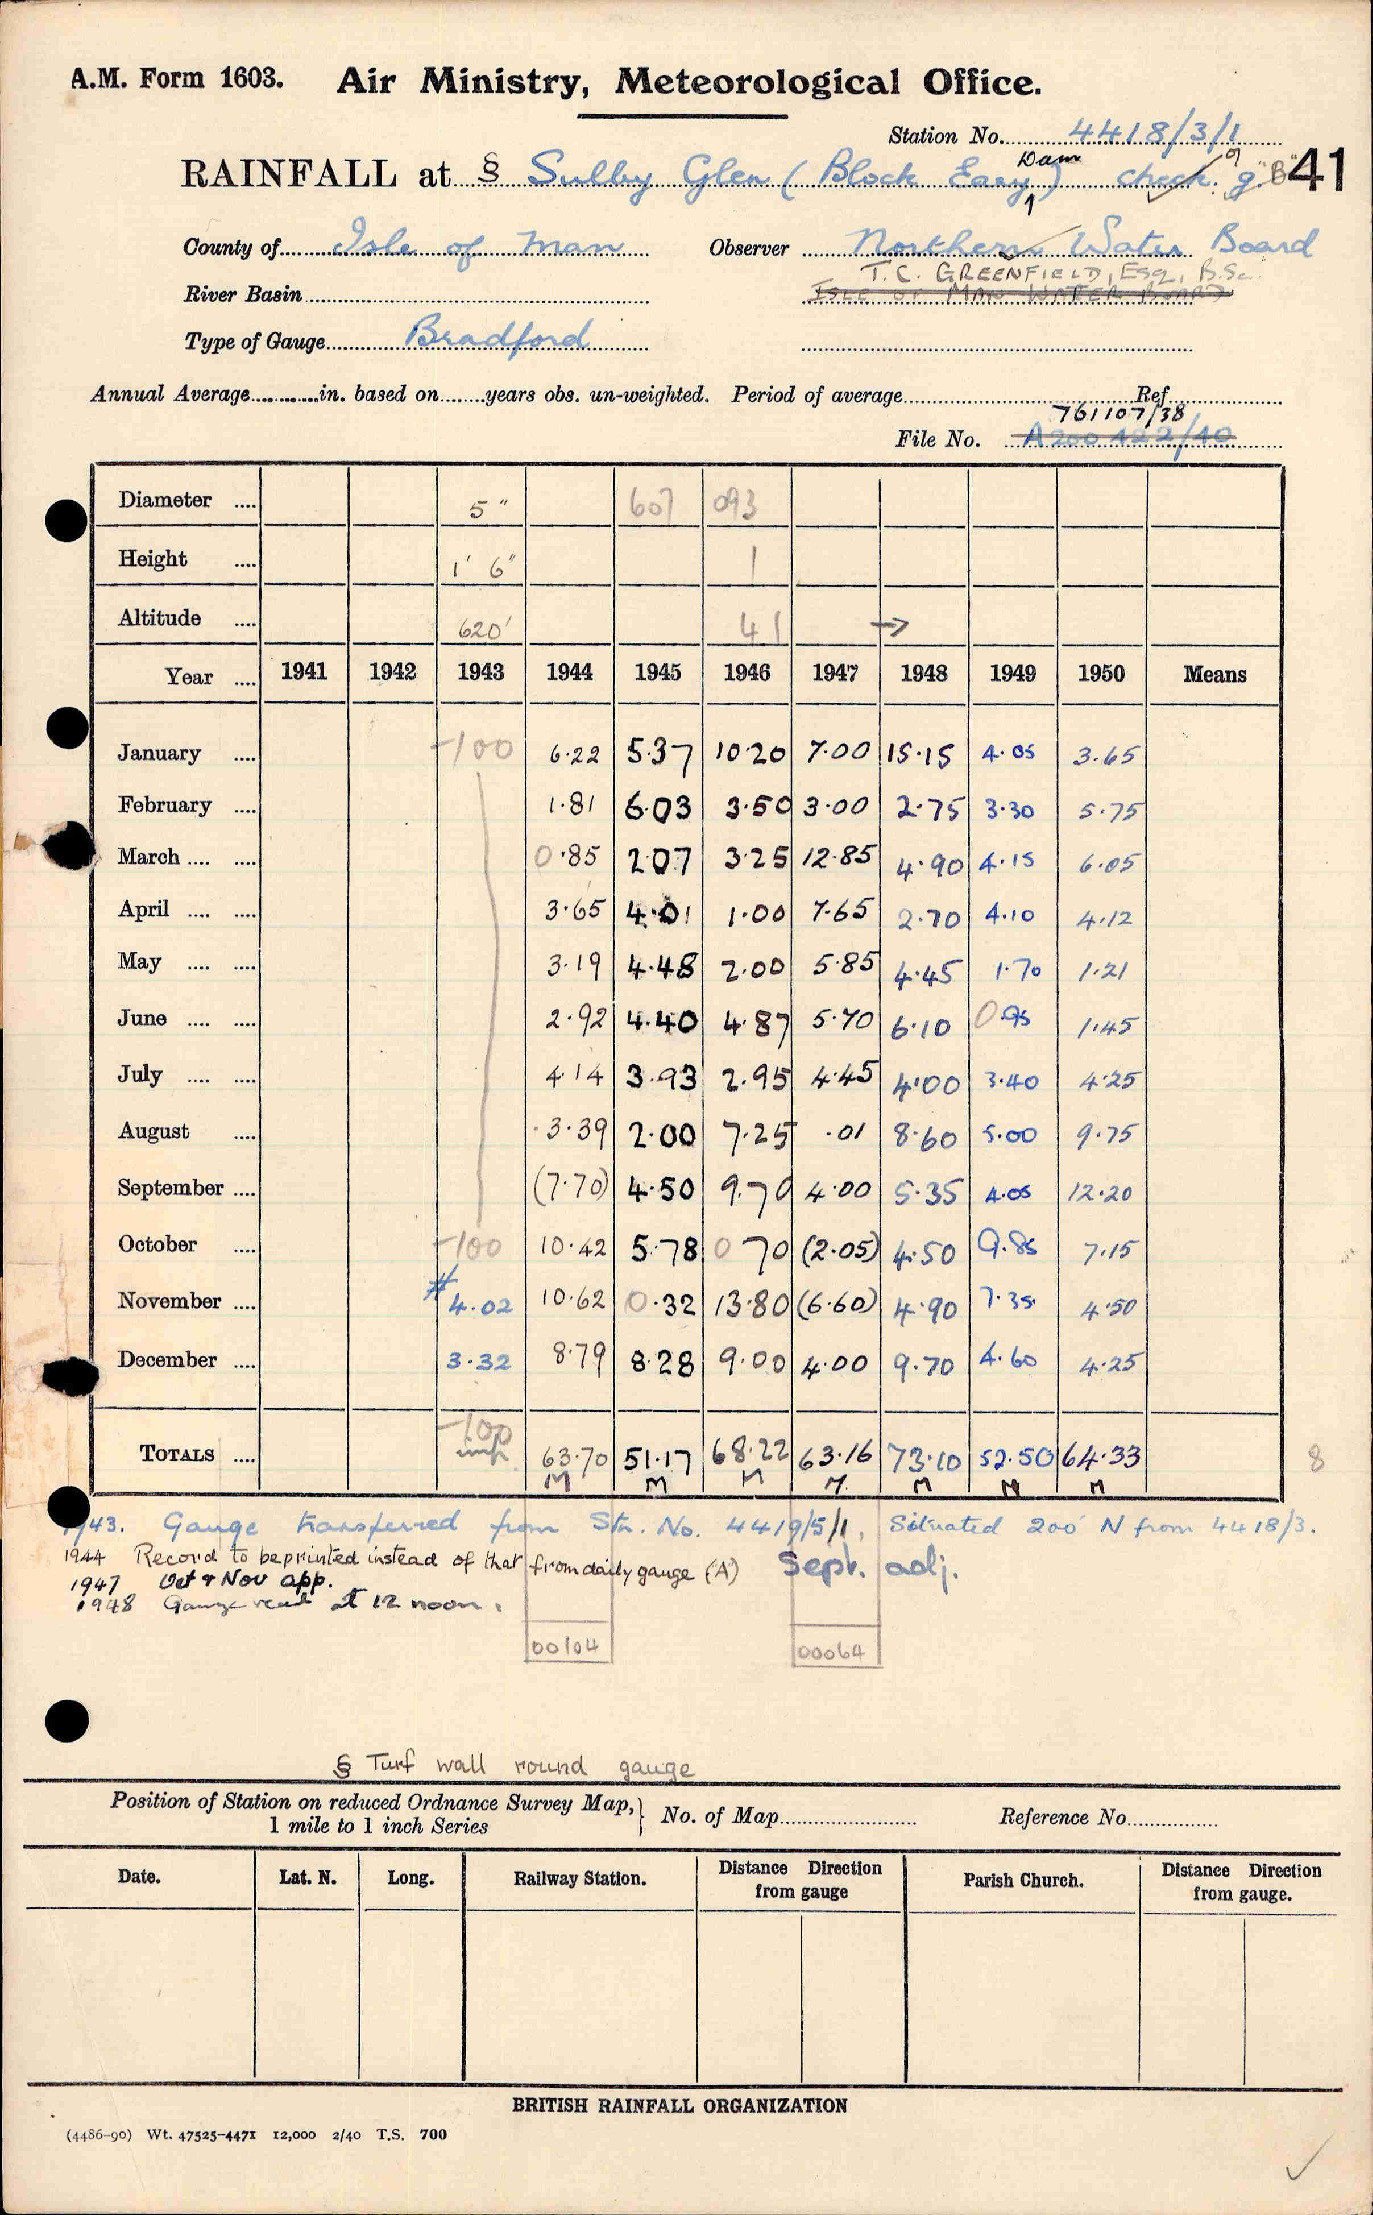 A.M. Form 1603. Air Ministry, Meteorological Office.
Station No. 4418/3/1
RAINFALL at § Sulby Glen (Block Eary Dam) check g. "B" 41
County of Isle of Man Observer Northern Water Board
T.C. GREENFIELD, ESQ., B.Sc.
River Basin ISLE OF MAN WATER BOARD
Type of Gauge Bradford
Annual Average in. based on years obs. un-weighted. Period of average Ref
761107/38
File No. A200422/40
Diameter 5" 607 093
Height 1' 6" 1
Altitude 620' 41 →
Year 1941 1942 1943 1944 1945 1946 1947 1948 1949 1950 Means
January -100 6.22 5.37 10.20 7.00 15.15 4.05 3.65
February 1.81 6.03 3.50 3.00 2.75 3.30 5.75
March 0.85 2.07 3.25 12.85 4.90 4.15 6.05
April 3.65 4.01 1.00 7.65 2.70 4.10 4.12
May 3.19 4.48 2.00 5.85 4.45 1.70 1.21
June 2.92 4.40 4.87 5.70 6.10 0.95 1.45
July 4.14 3.93 2.95 4.45 4.00 3.40 4.25
August 3.39 2.00 7.25 .01 8.60 5.00 9.75
September (7.70) 4.50 9.70 4.00 5.35 4.05 12.20
October -100 10.42 5.78 0 70 (2.05) 4.50 9.85 7.15
November # 4.02 10.62 0.32 13.80 (6.60) 4.90 7.35 4.50
December 3.32 8.79 8.28 9.00 4.00 9.70 4.60 4.25
-100
TOTALS imp. 63.70 51.17 68.22 63.16 73.10 52.50 64.33 8
M M M M M M M
1943. Gauge transferred from Stn. No. 4419/5/1, Situated 200' N from 4418/3.
1944 Record to be printed instead of that from daily gauge (A) Sept. adj.
1947 Oct & Nov app.
1948 Gauge read at 12 noon.
00104 00064
§ Turf wall round gauge
Position of Station on reduced Ordnance Survey Map, 1 mile to 1 inch Series } No. of Map Reference No.
Date. Lat. N. Long. Railway Station. Distance Direction from gauge Parish Church. Distance Direction from gauge.
BRITISH RAINFALL ORGANIZATION
(4486-90) Wt. 47525-4471 12,000 2/40 T.S. 700